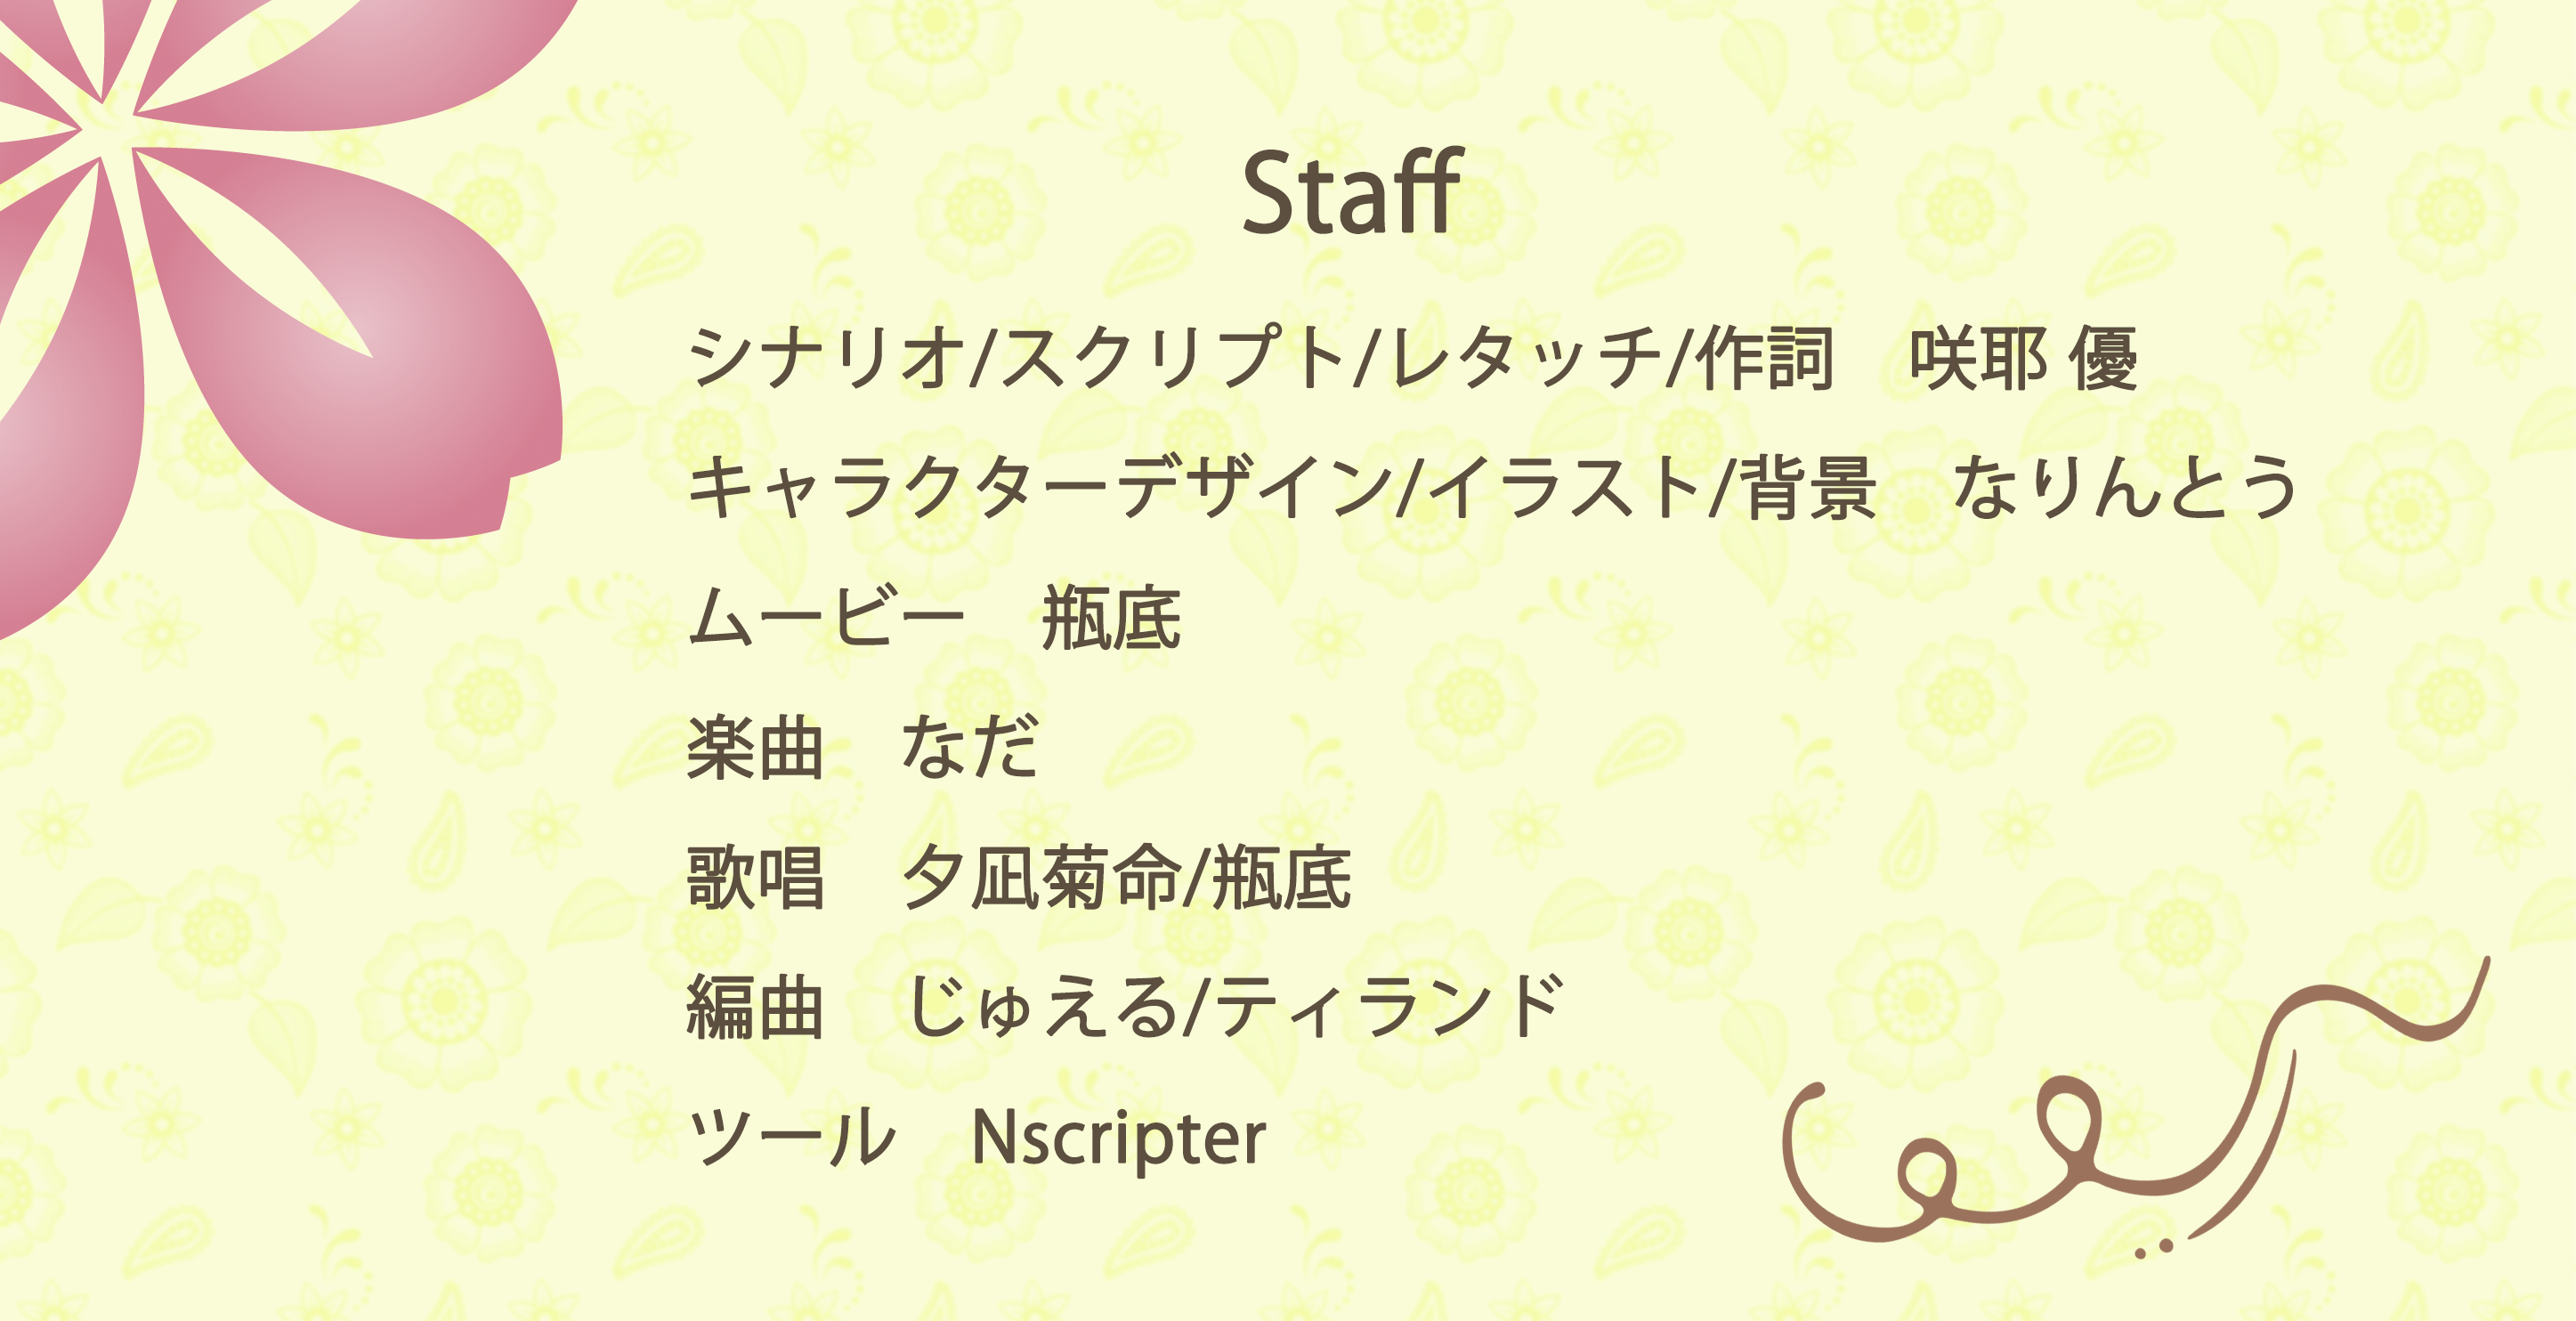 Staff
シナリオ/スクリプト/レタッチ/作詞　咲耶 優
キャラクターデザイン/イラスト/背景　なりんとう
ムービー　瓶底
楽曲　なだ
歌唱　夕凪菊命/瓶底
編曲　じゅえる/ティランド
ツール　Nscripter